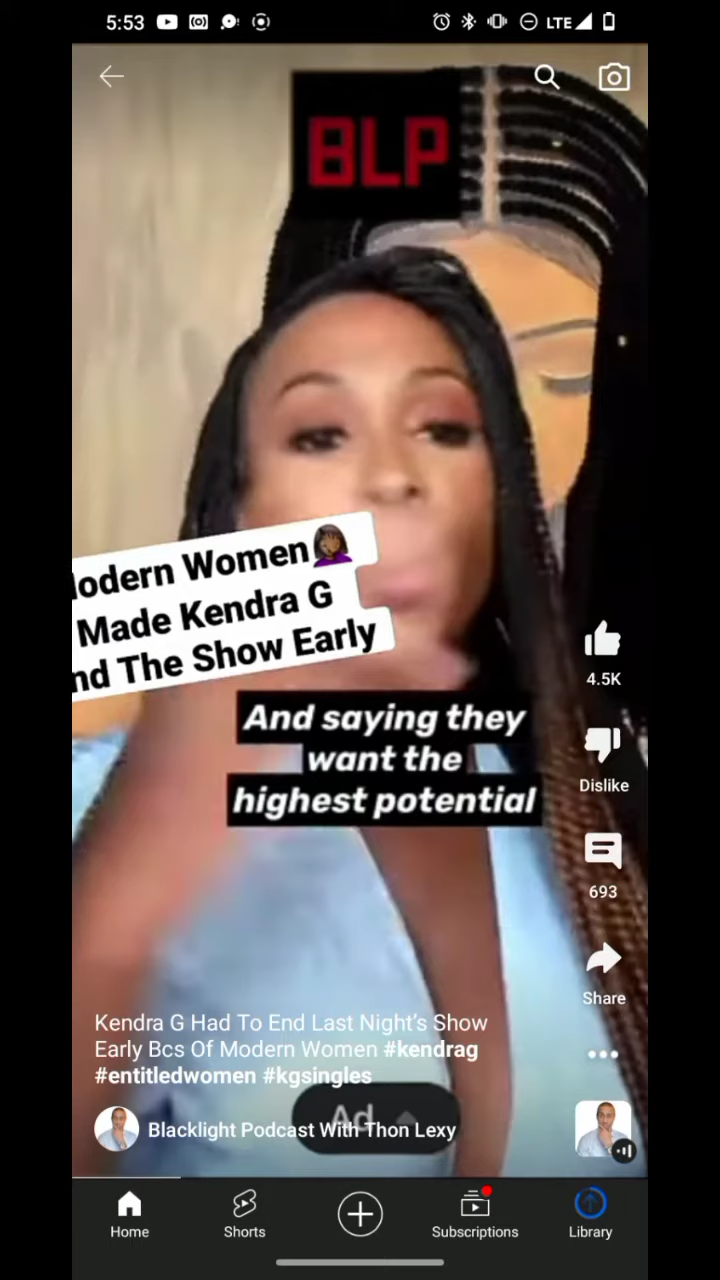 5:53
LTE
BLP
Modern Women
Made Kendra G
nd The Show Early
And saying they
want the
highest potential
4.5K
Dislike
693
Share
Kendra G Had To End Last Night's Show
Early Bcs Of Modern Women #kendrag
#entitledwomen #kgsingles
Ad
Blacklight Podcast With Thon Lexy
Home
Shorts
Subscriptions
Library